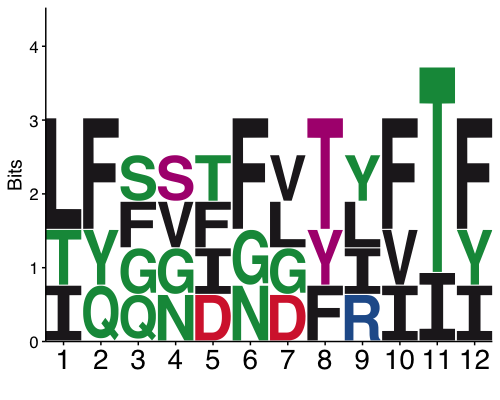 4
T
3
L F F T F F
S S T V Y
2
F V F L L
T Y G Y V Y
G G I G I
1
I Q Q N D N D F R I I I
0
Bits
1 2 3 4 5 6 7 8 9 10 11 12